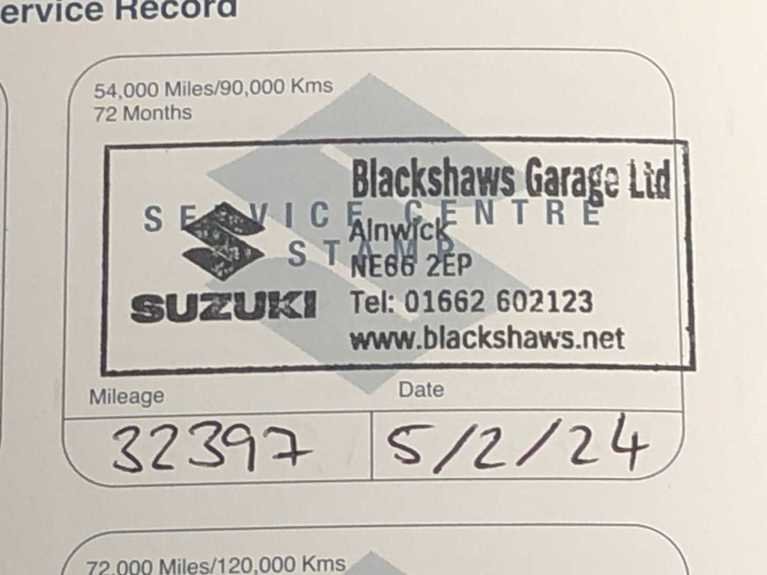 ervice Record
54,000 Miles/90,000 Kms
72 Months
SERVICE CENTRE
STAMP
Blackshaws Garage Ltd
Alnwick
NE66 2EP
SUZUKI
Tel: 01662 602123
www.blackshaws.net
Mileage
Date
32397
5/2/24
72,000 Miles/120,000 Kms